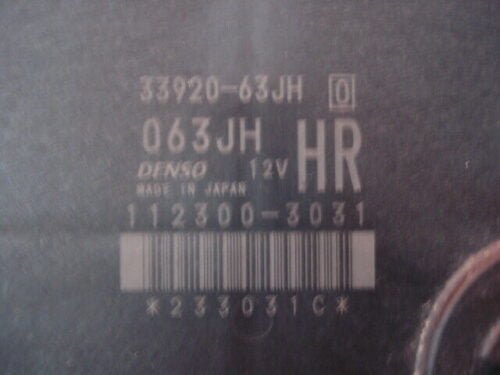 33920-63JH 0
063JH HR
DENSO 12V
MADE IN JAPAN
112300-3031
*233031C*